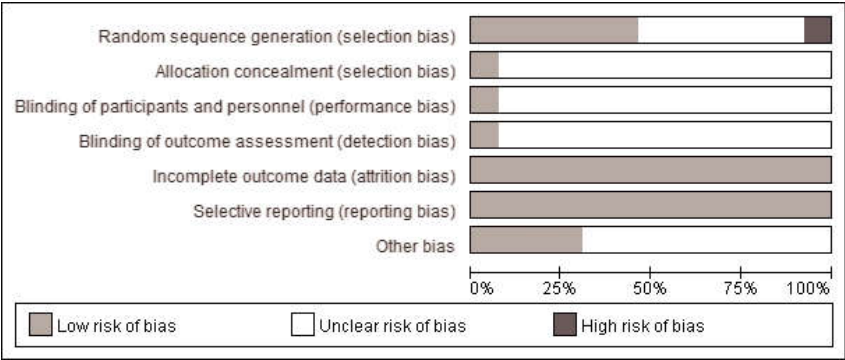 Random sequence generation (selection bias)
Allocation concealment (selection bias)
Blinding of participants and personnel (performance bias)
Blinding of outcome assessment (detection bias)
Incomplete outcome data (attrition bias)
Selective reporting (reporting bias)
Other bias
0% 25% 50% 75% 100%
Low risk of bias Unclear risk of bias High risk of bias